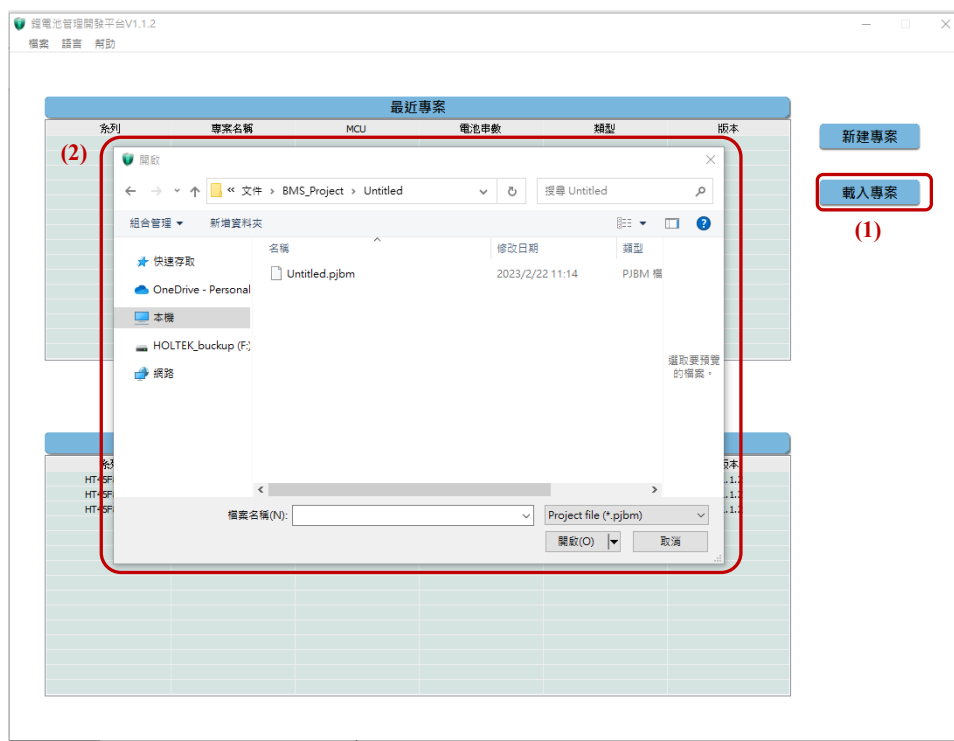 鋰電池管理開發平台V1.1.2
檔案 語言 幫助
最近專案
系列 專案名稱 MCU 電池串數 類型 版本
新建專案
(2)
開啟
載入專案
« 文件 › BMS_Project › Untitled
搜尋 Untitled
(1)
組合管理 新增資料夾
名稱 修改日期 類型
快速存取
Untitled.pjbm 2023/2/22 11:14 PJBM 檔
OneDrive - Personal
本機
HOLTEK_buckup (F:)
選取要預覽
的檔案。
網路
檔案名稱(N):
Project file (*.pjbm)
開啟(O) 取消